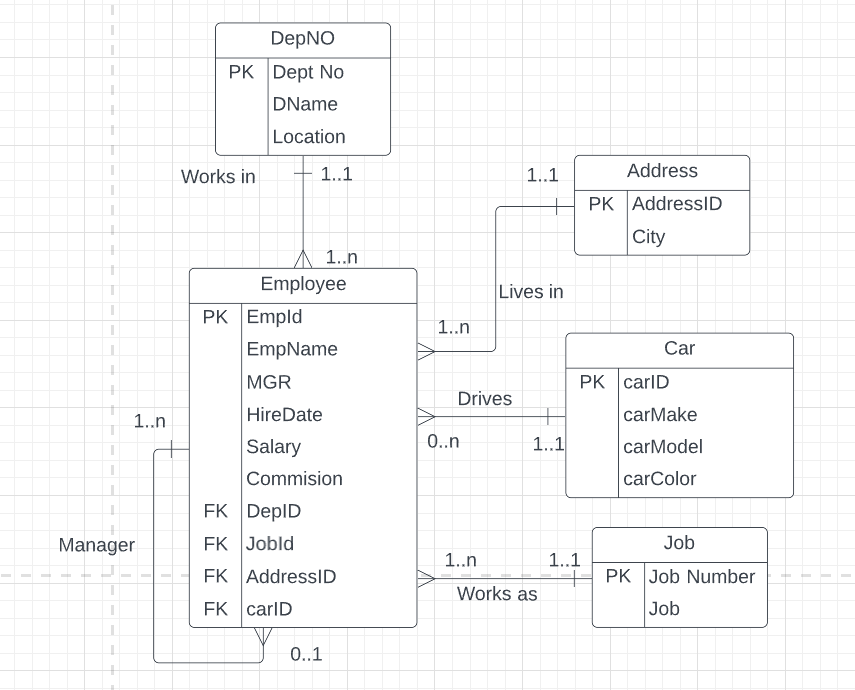 DepNO
PK Dept No
DName
Location
Works in
1..1
1..n
Address
1..1
PK AddressID
City
Lives in
1..n
Employee
PK EmpId
EmpName
MGR
HireDate
Salary
Commision
FK DepID
FK JobId
FK AddressID
FK carID
Car
PK carID
carMake
carModel
carColor
Drives
0..n
1..1
1..n
Manager
0..1
Job
PK Job Number
Job
1..n
1..1
Works as